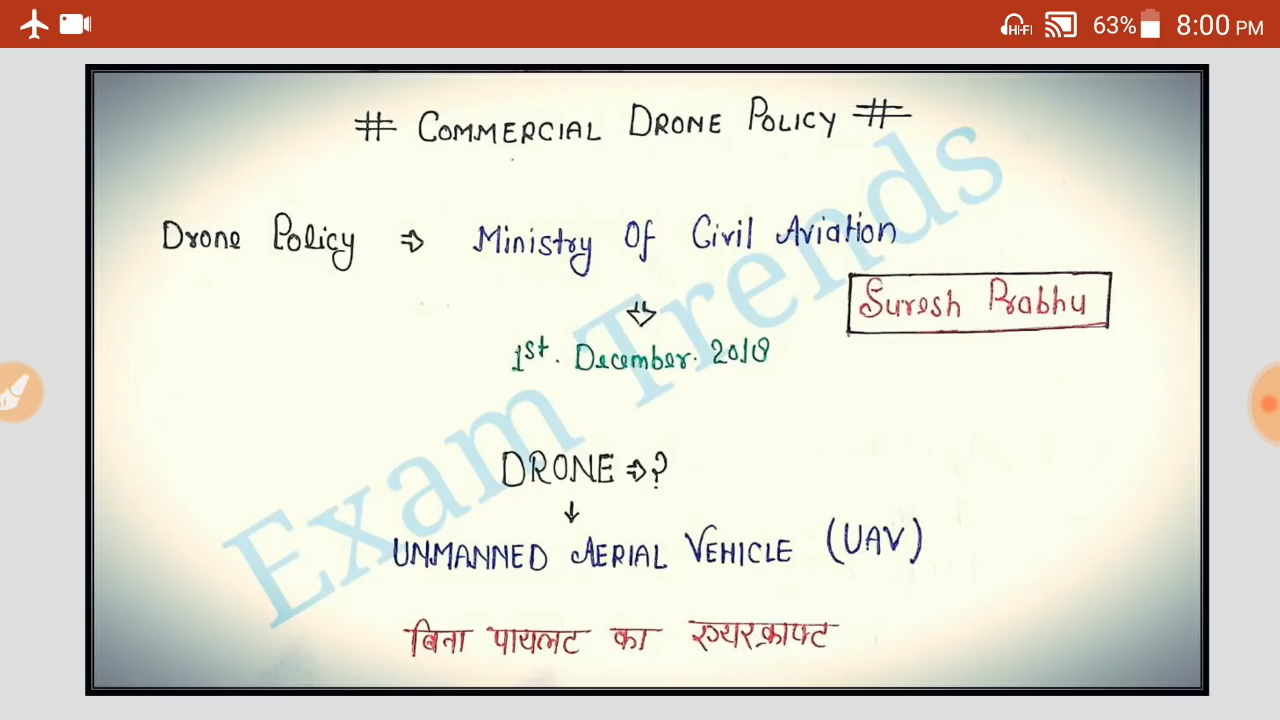 63% 8:00 PM
# COMMERCIAL DRONE POLICY #
Drone Policy ⇒ Ministry Of Civil Aviation
Suresh Prabhu
1st. December. 2018
DRONE ⇒ ?
UNMANNED AERIAL VEHICLE (UAV)
बिना पायलट का एयरक्राफ्ट
Exam Trends